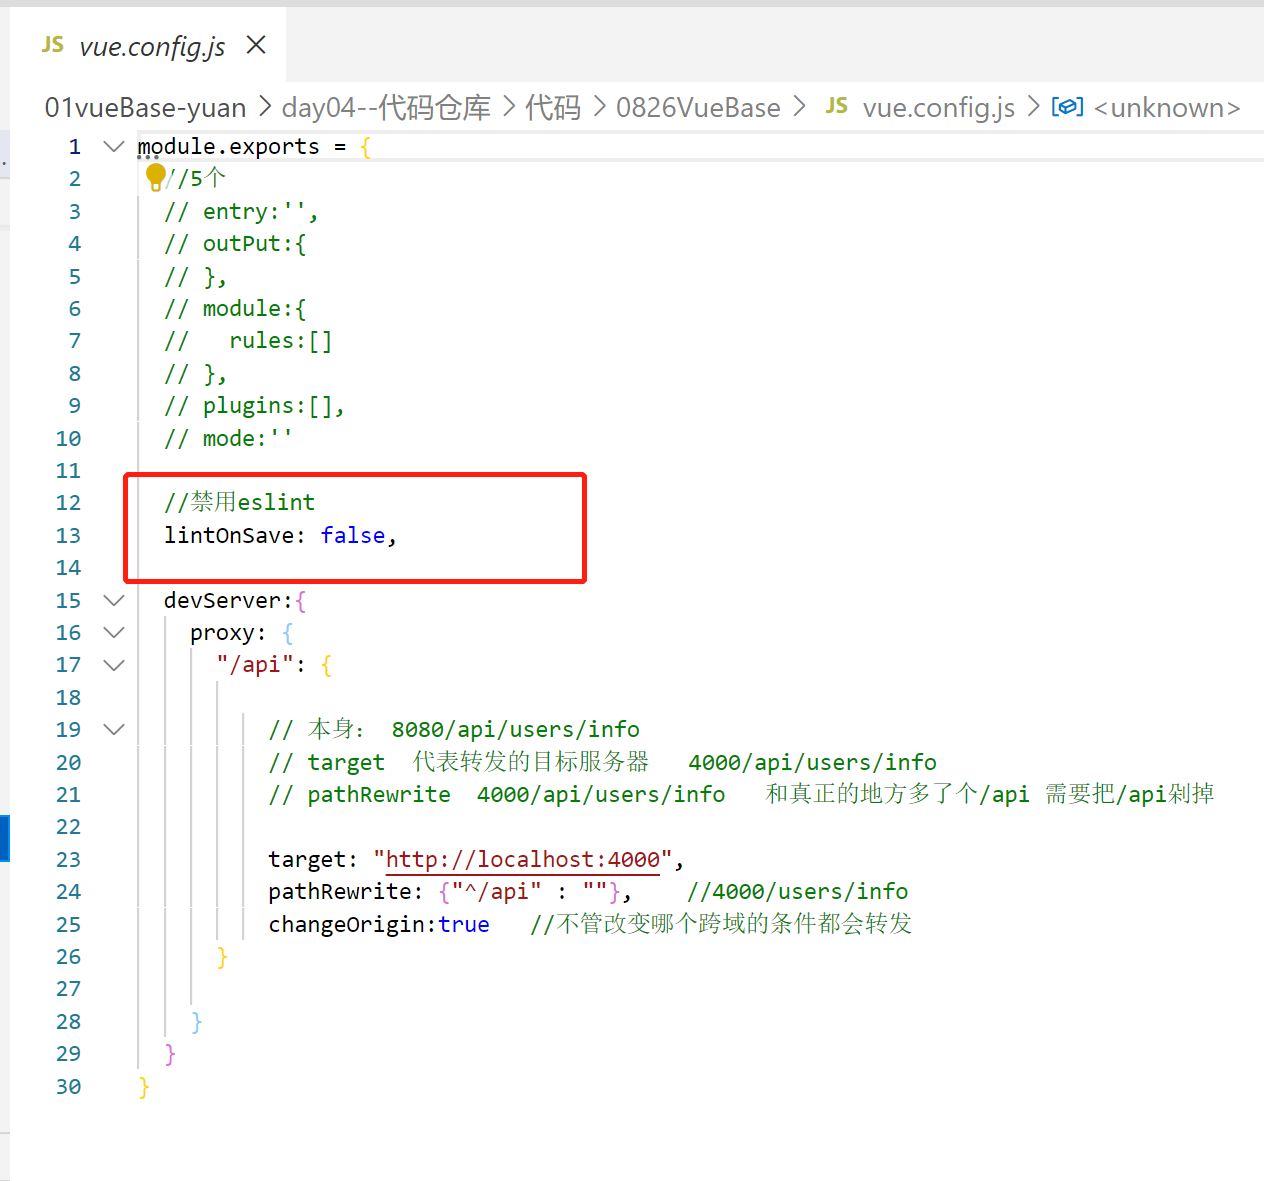 JS vue.config.js ×
01vueBase-yuan > day04--代码仓库 > 代码 > 0826VueBase > JS vue.config.js > <unknown>
1 module.exports = {
2 //5个
3 // entry:'',
4 // outPut:{
5 // },
6 // module:{
7 //   rules:[]
8 // },
9 // plugins:[],
10 // mode:''
11
12 //禁用eslint
13 lintOnSave: false,
14
15 devServer:{
16 proxy: {
17 "/api": {
18
19 // 本身： 8080/api/users/info
20 // target  代表转发的目标服务器   4000/api/users/info
21 // pathRewrite  4000/api/users/info   和真正的地方多了个/api 需要把/api剁掉
22
23 target: "http://localhost:4000",
24 pathRewrite: {"^/api" : ""},    //4000/users/info
25 changeOrigin:true   //不管改变哪个跨域的条件都会转发
26 }
27
28 }
29 }
30 }